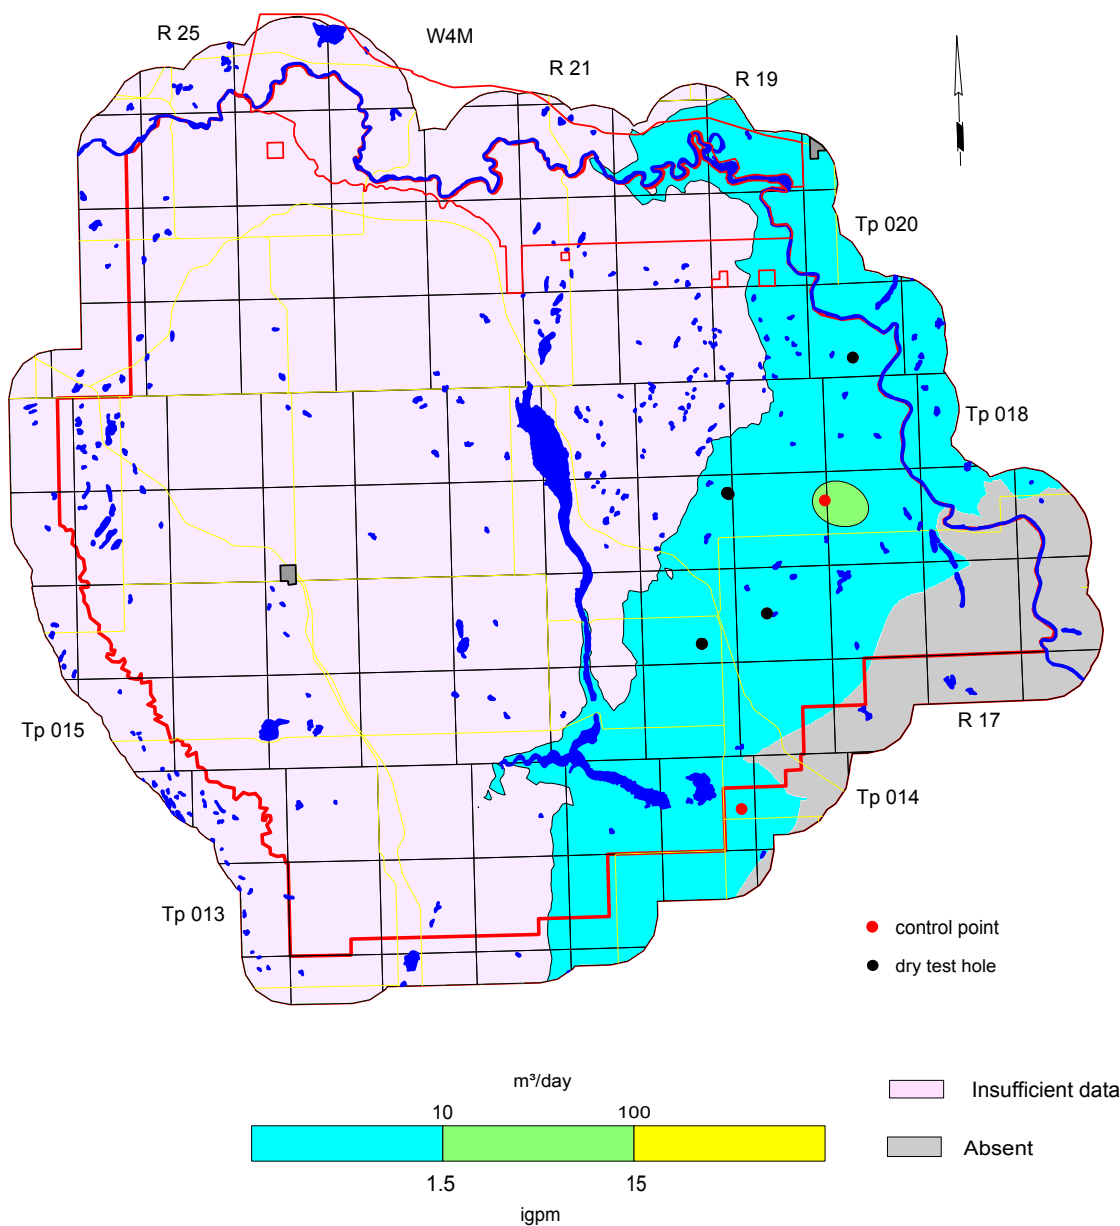 R 25
W4M
R 21
R 19
Tp 020
Tp 018
Tp 015
R 17
Tp 014
Tp 013
control point
dry test hole
m³/day
10
100
1.5
15
igpm
Insufficient data
Absent